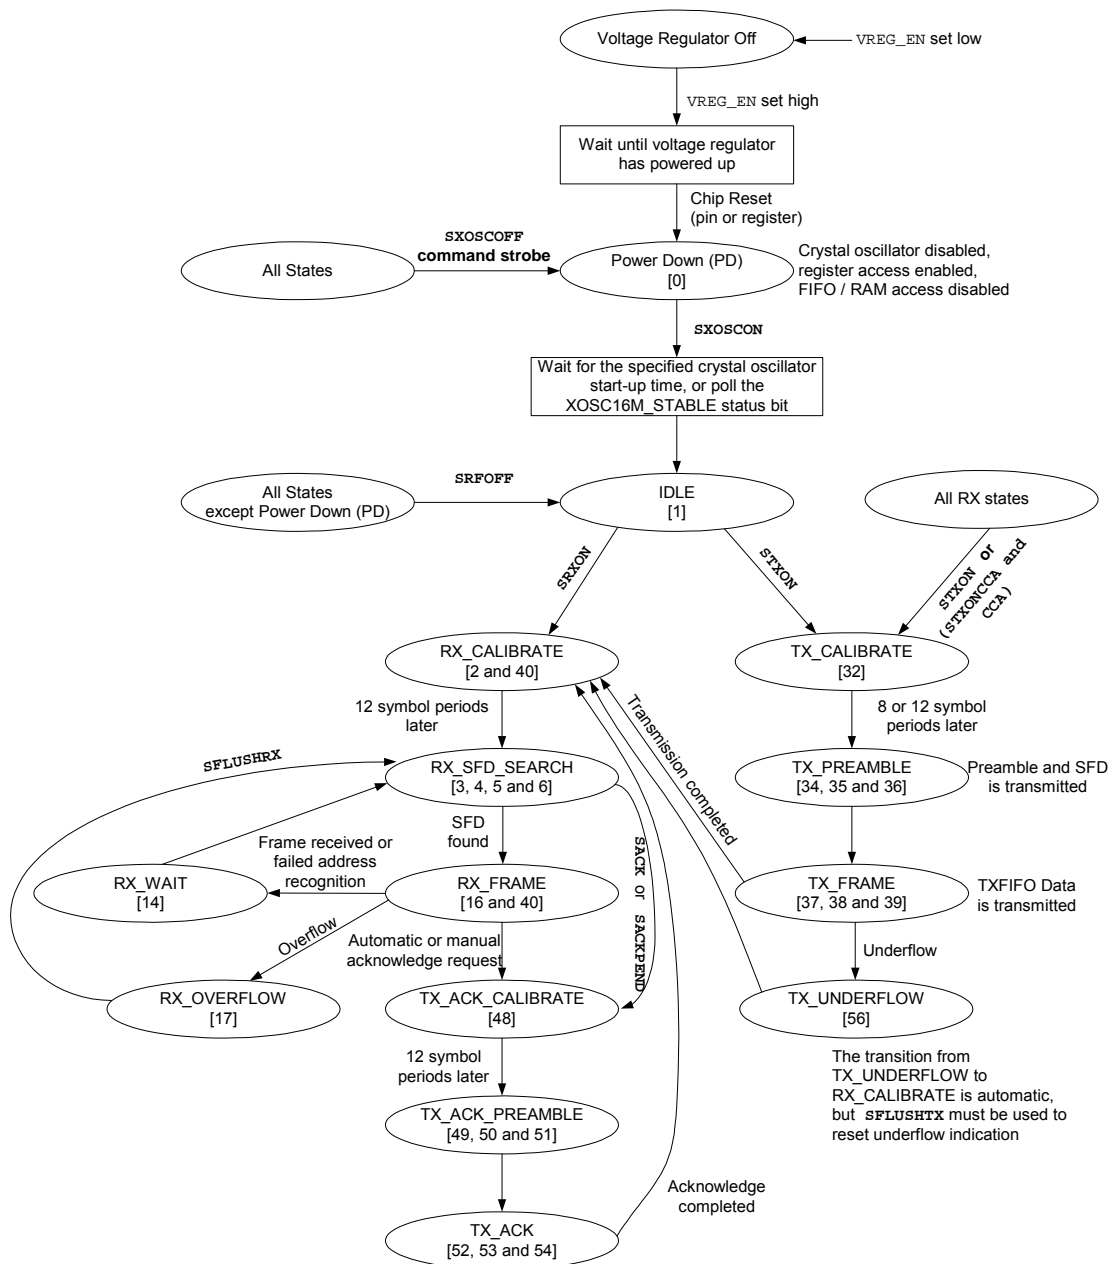 Voltage Regulator Off
VREG_EN set low
VREG_EN set high
Wait until voltage regulator
has powered up
Chip Reset
(pin or register)
SXOSCOFF
command strobe
All States
Power Down (PD)
[0]
Crystal oscillator disabled,
register access enabled,
FIFO / RAM access disabled
SXOSCON
Wait for the specified crystal oscillator
start-up time, or poll the
XOSC16M_STABLE status bit
All States
except Power Down (PD)
SRFOFF
IDLE
[1]
All RX states
SRXON
STXON
STXON or
(STXONCCA and
CCA)
RX_CALIBRATE
[2 and 40]
TX_CALIBRATE
[32]
12 symbol periods
later
Transmission completed
8 or 12 symbol
periods later
SFLUSHRX
RX_SFD_SEARCH
[3, 4, 5 and 6]
TX_PREAMBLE
[34, 35 and 36]
Preamble and SFD
is transmitted
SFD
found
SACK or SACKPEND
Frame received or
failed address
recognition
RX_WAIT
[14]
RX_FRAME
[16 and 40]
TX_FRAME
[37, 38 and 39]
TXFIFO Data
is transmitted
Overflow
Automatic or manual
acknowledge request
Underflow
RX_OVERFLOW
[17]
TX_ACK_CALIBRATE
[48]
TX_UNDERFLOW
[56]
12 symbol
periods later
The transition from
TX_UNDERFLOW to
RX_CALIBRATE is automatic,
but SFLUSHTX must be used to
reset underflow indication
TX_ACK_PREAMBLE
[49, 50 and 51]
Acknowledge
completed
TX_ACK
[52, 53 and 54]